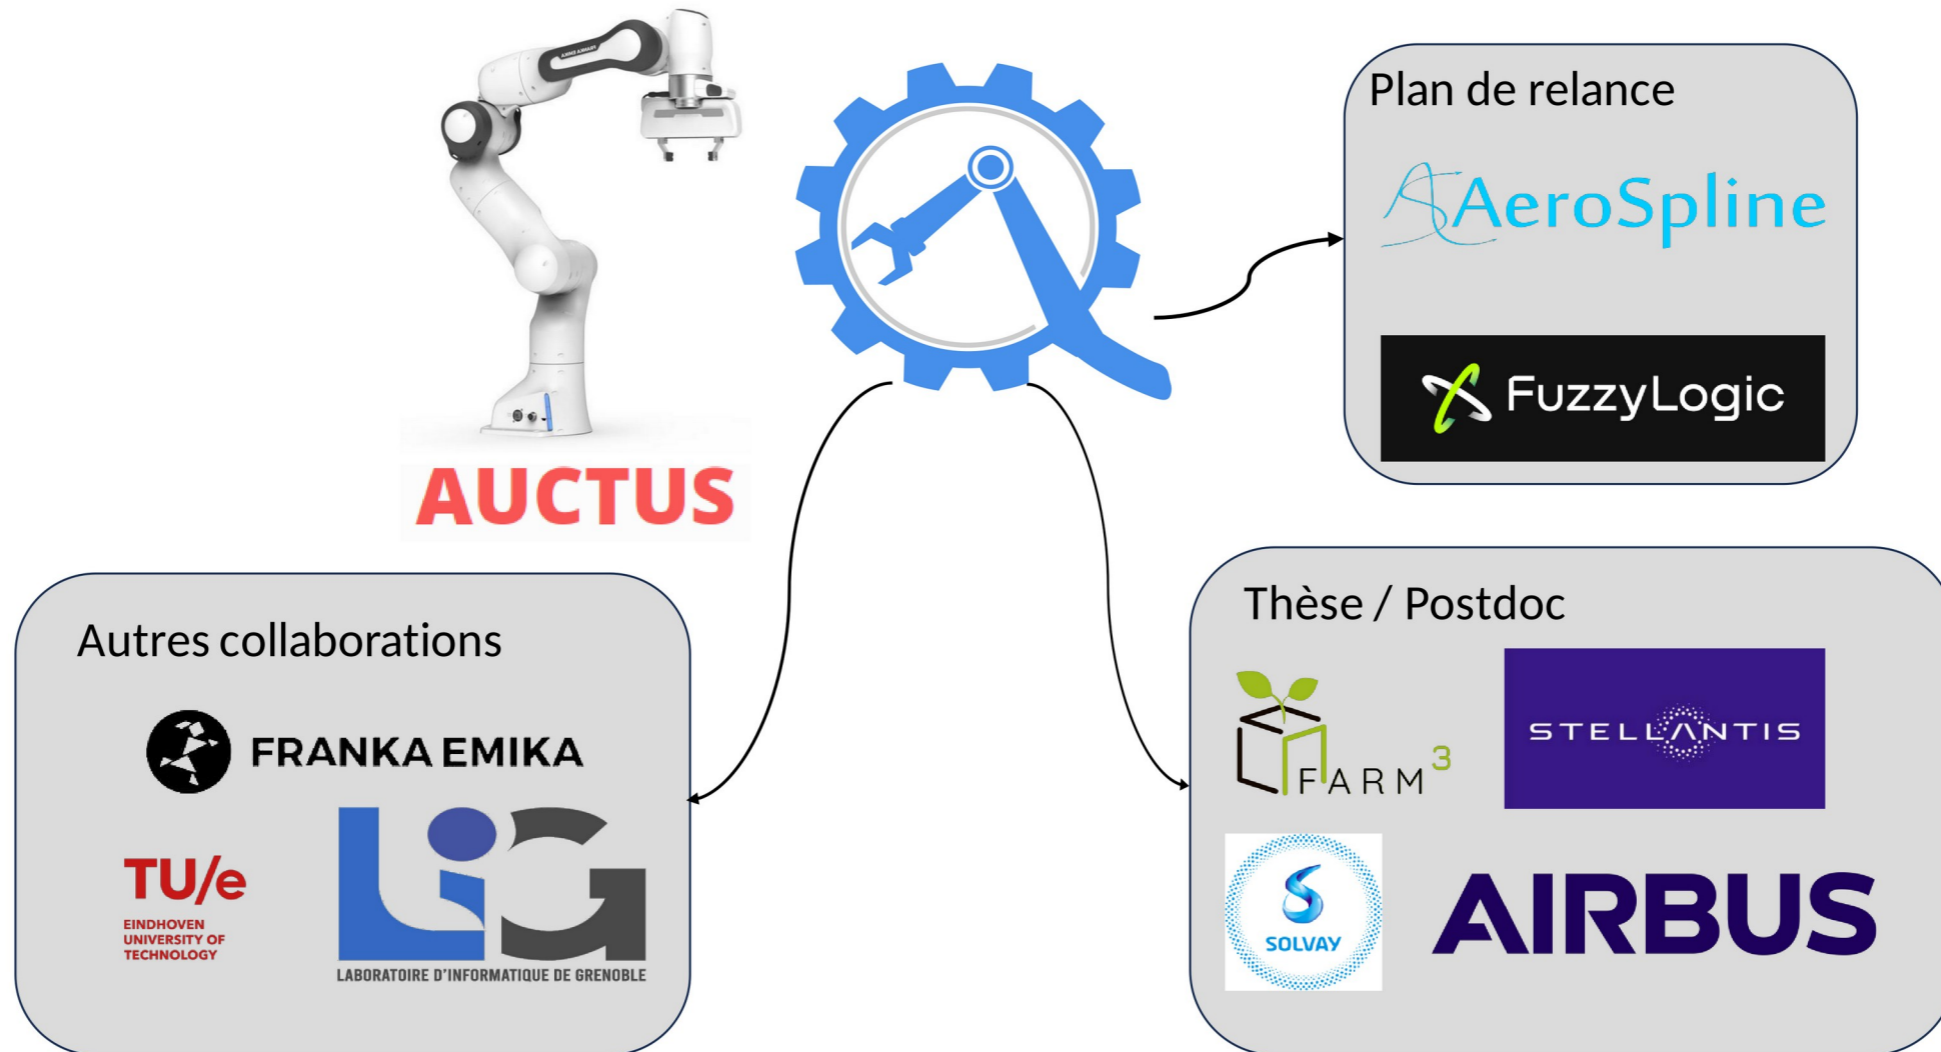 Plan de relance
AeroSpline
FuzzyLogic
AUCTUS
Autres collaborations
FRANKA EMIKA
TU/e
EINDHOVEN
UNIVERSITY OF
TECHNOLOGY
LIG
LABORATOIRE D'INFORMATIQUE DE GRENOBLE
Thèse / Postdoc
FARM³
STELLANTIS
SOLVAY
AIRBUS